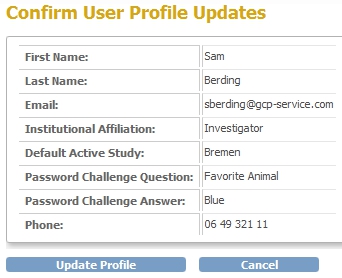 Confirm User Profile Updates
First Name: Sam
Last Name: Berding
Email: sberding@gcp-service.com
Institutional Affiliation: Investigator
Default Active Study: Bremen
Password Challenge Question: Favorite Animal
Password Challenge Answer: Blue
Phone: 06 49 321 11
Update Profile Cancel